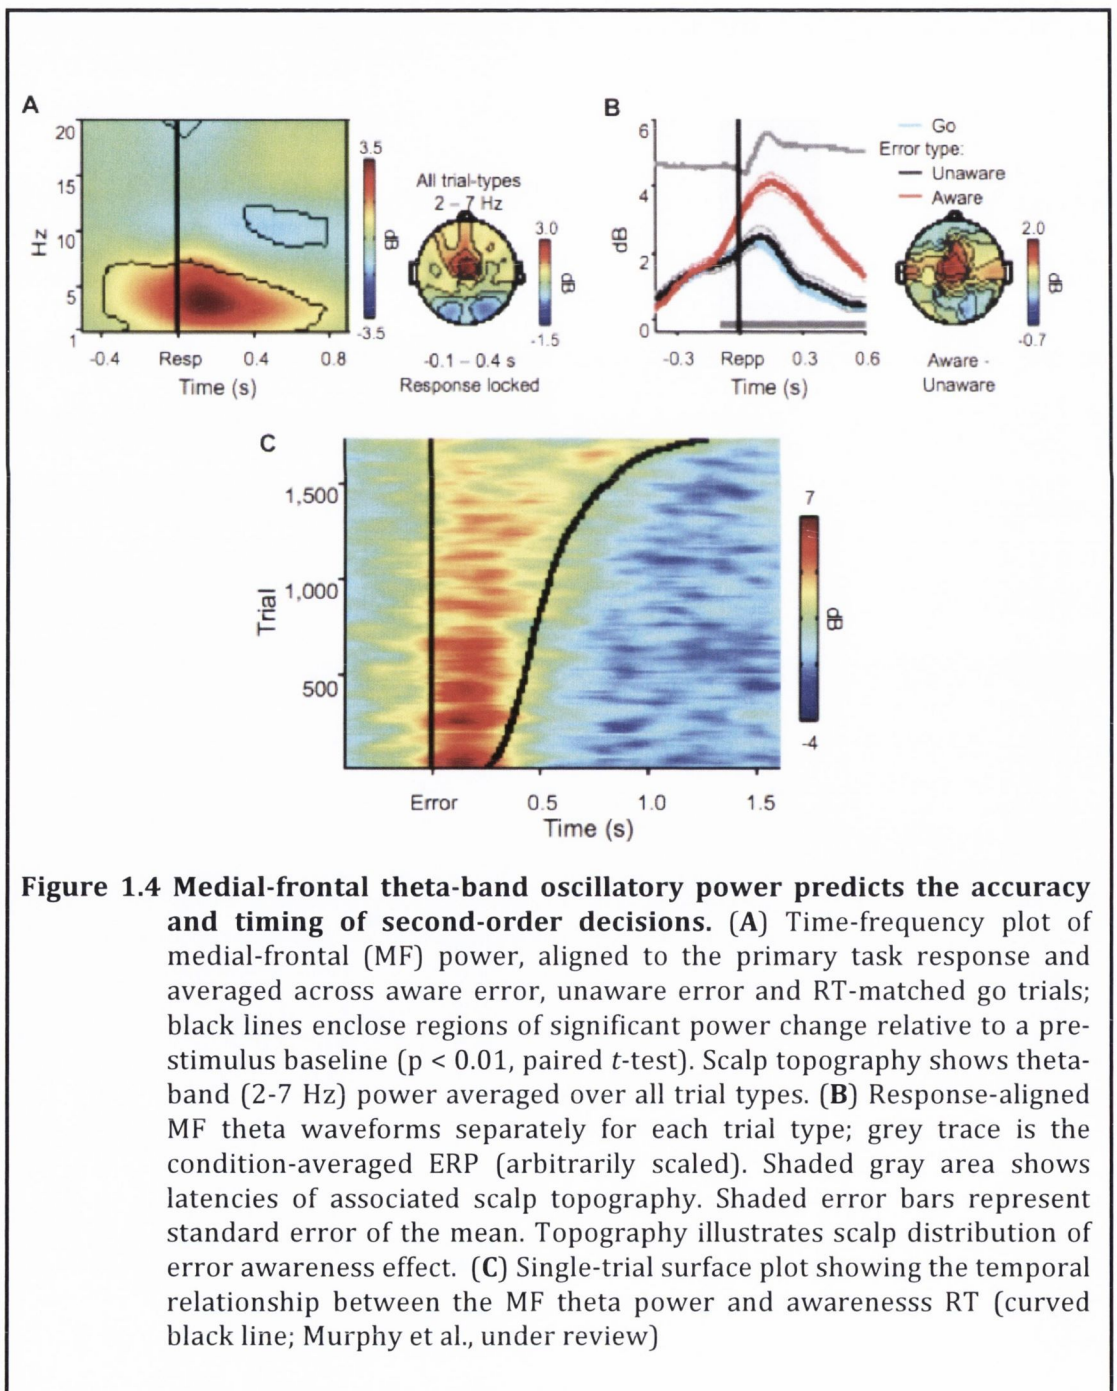 A
20
15
10
5
1
Hz
-0.4
Resp
0.4
0.8
Time (s)
3.5
dB
-3.5
All trial-types
2 – 7 Hz
3.0
dB
-1.5
-0.1 – 0.4 s
Response locked
B
6
4
2
0
dB
-0.3
Repp
0.3
0.6
Time (s)
Go
Error type:
Unaware
Aware
2.0
dB
-0.7
Aware -
Unaware
C
1,500
1,000
500
Trial
Error
0.5
1.0
1.5
Time (s)
7
dB
-4
Figure 1.4 Medial-frontal theta-band oscillatory power predicts the accuracy
and timing of second-order decisions. (A) Time-frequency plot of
medial-frontal (MF) power, aligned to the primary task response and
averaged across aware error, unaware error and RT-matched go trials;
black lines enclose regions of significant power change relative to a pre-
stimulus baseline (p < 0.01, paired t-test). Scalp topography shows theta-
band (2-7 Hz) power averaged over all trial types. (B) Response-aligned
MF theta waveforms separately for each trial type; grey trace is the
condition-averaged ERP (arbitrarily scaled). Shaded gray area shows
latencies of associated scalp topography. Shaded error bars represent
standard error of the mean. Topography illustrates scalp distribution of
error awareness effect. (C) Single-trial surface plot showing the temporal
relationship between the MF theta power and awarenesss RT (curved
black line; Murphy et al., under review)